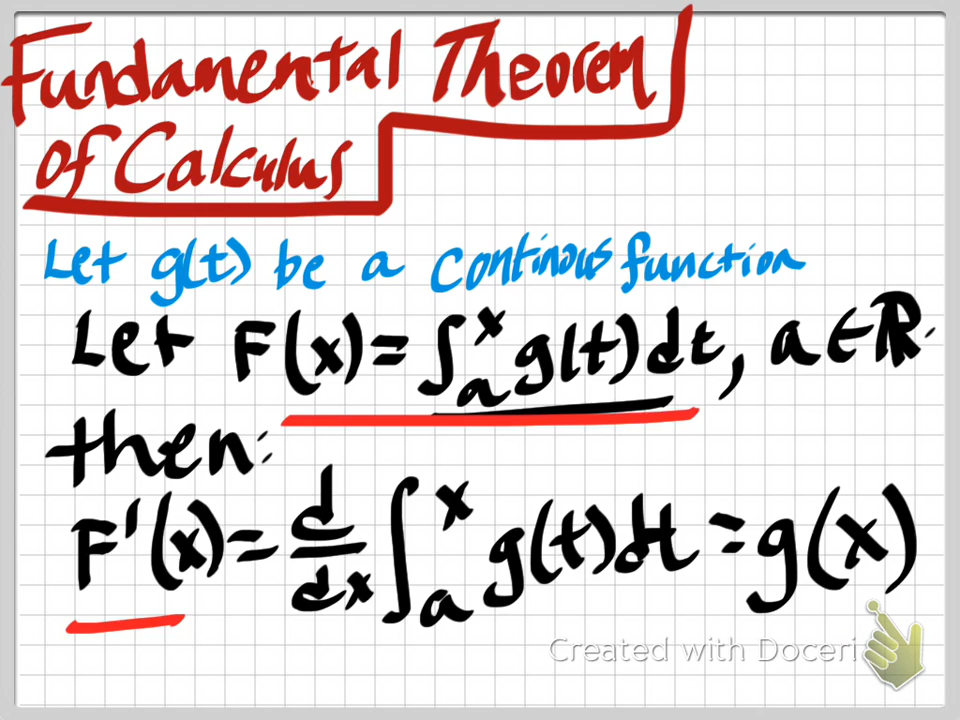 Fundamental Theorem
of Calculus
Let g(t) be a Continous function
Let F(x) = ∫ₐˣ g(t) dt, a ∈ ℝ.
then:
F'(x) = d/dx ∫ₐˣ g(t) dt = g(x)
Created with Doceri